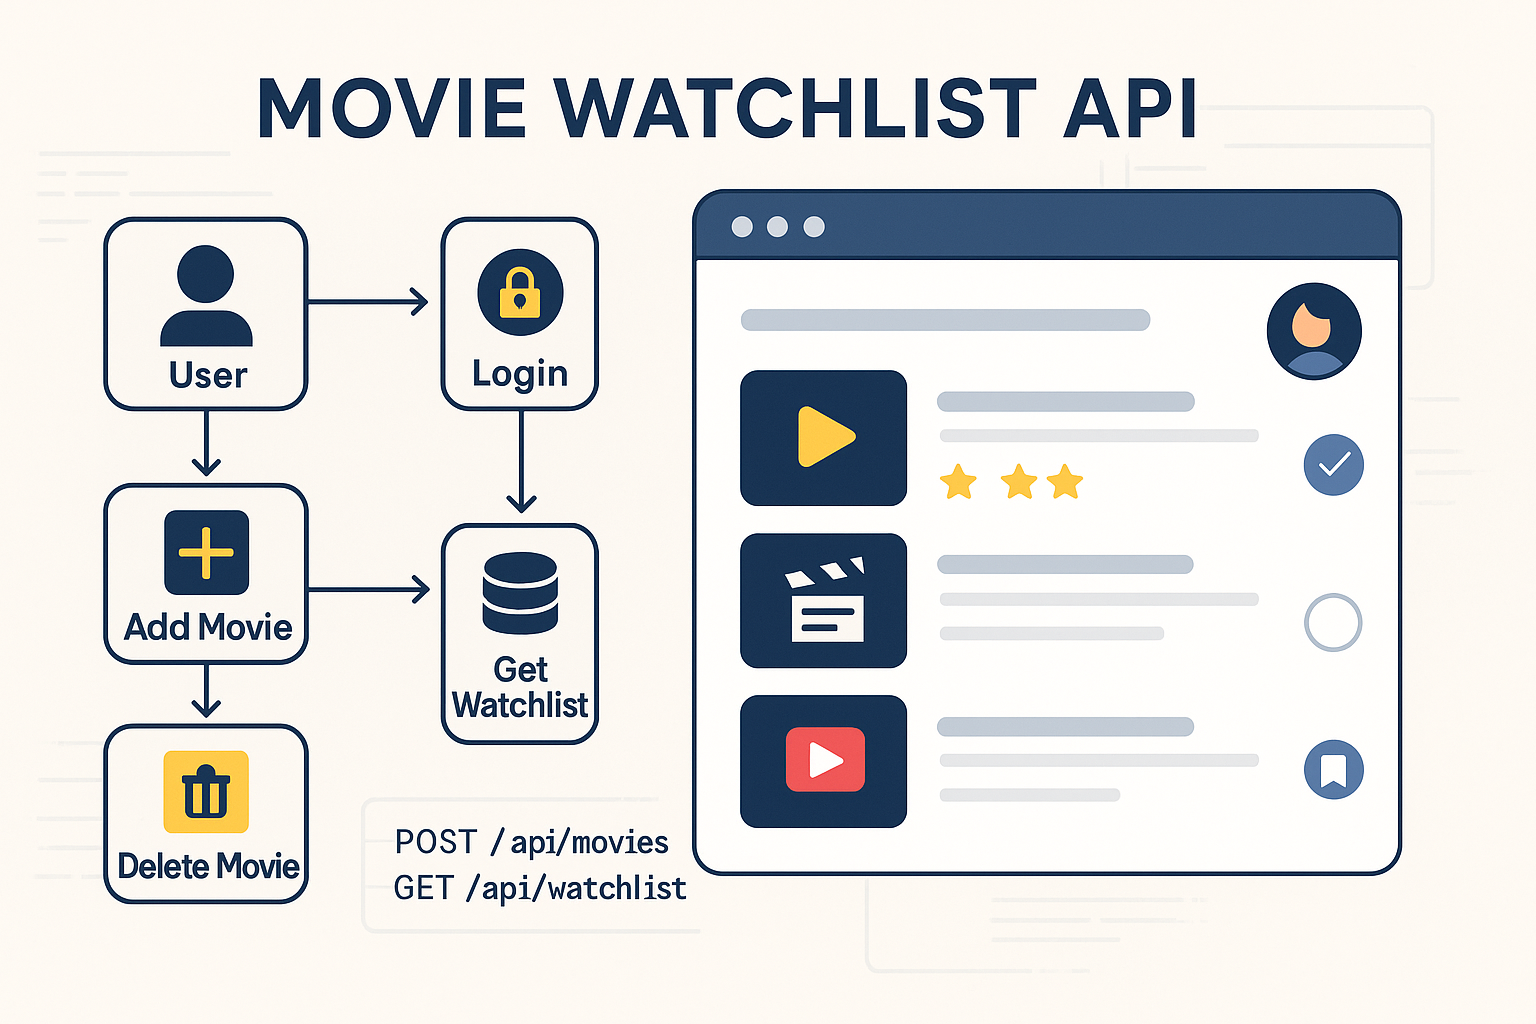 MOVIE WATCHLIST API
User
Login
Add Movie
Get
Watchlist
Delete Movie
POST /api/movies
GET /api/watchlist